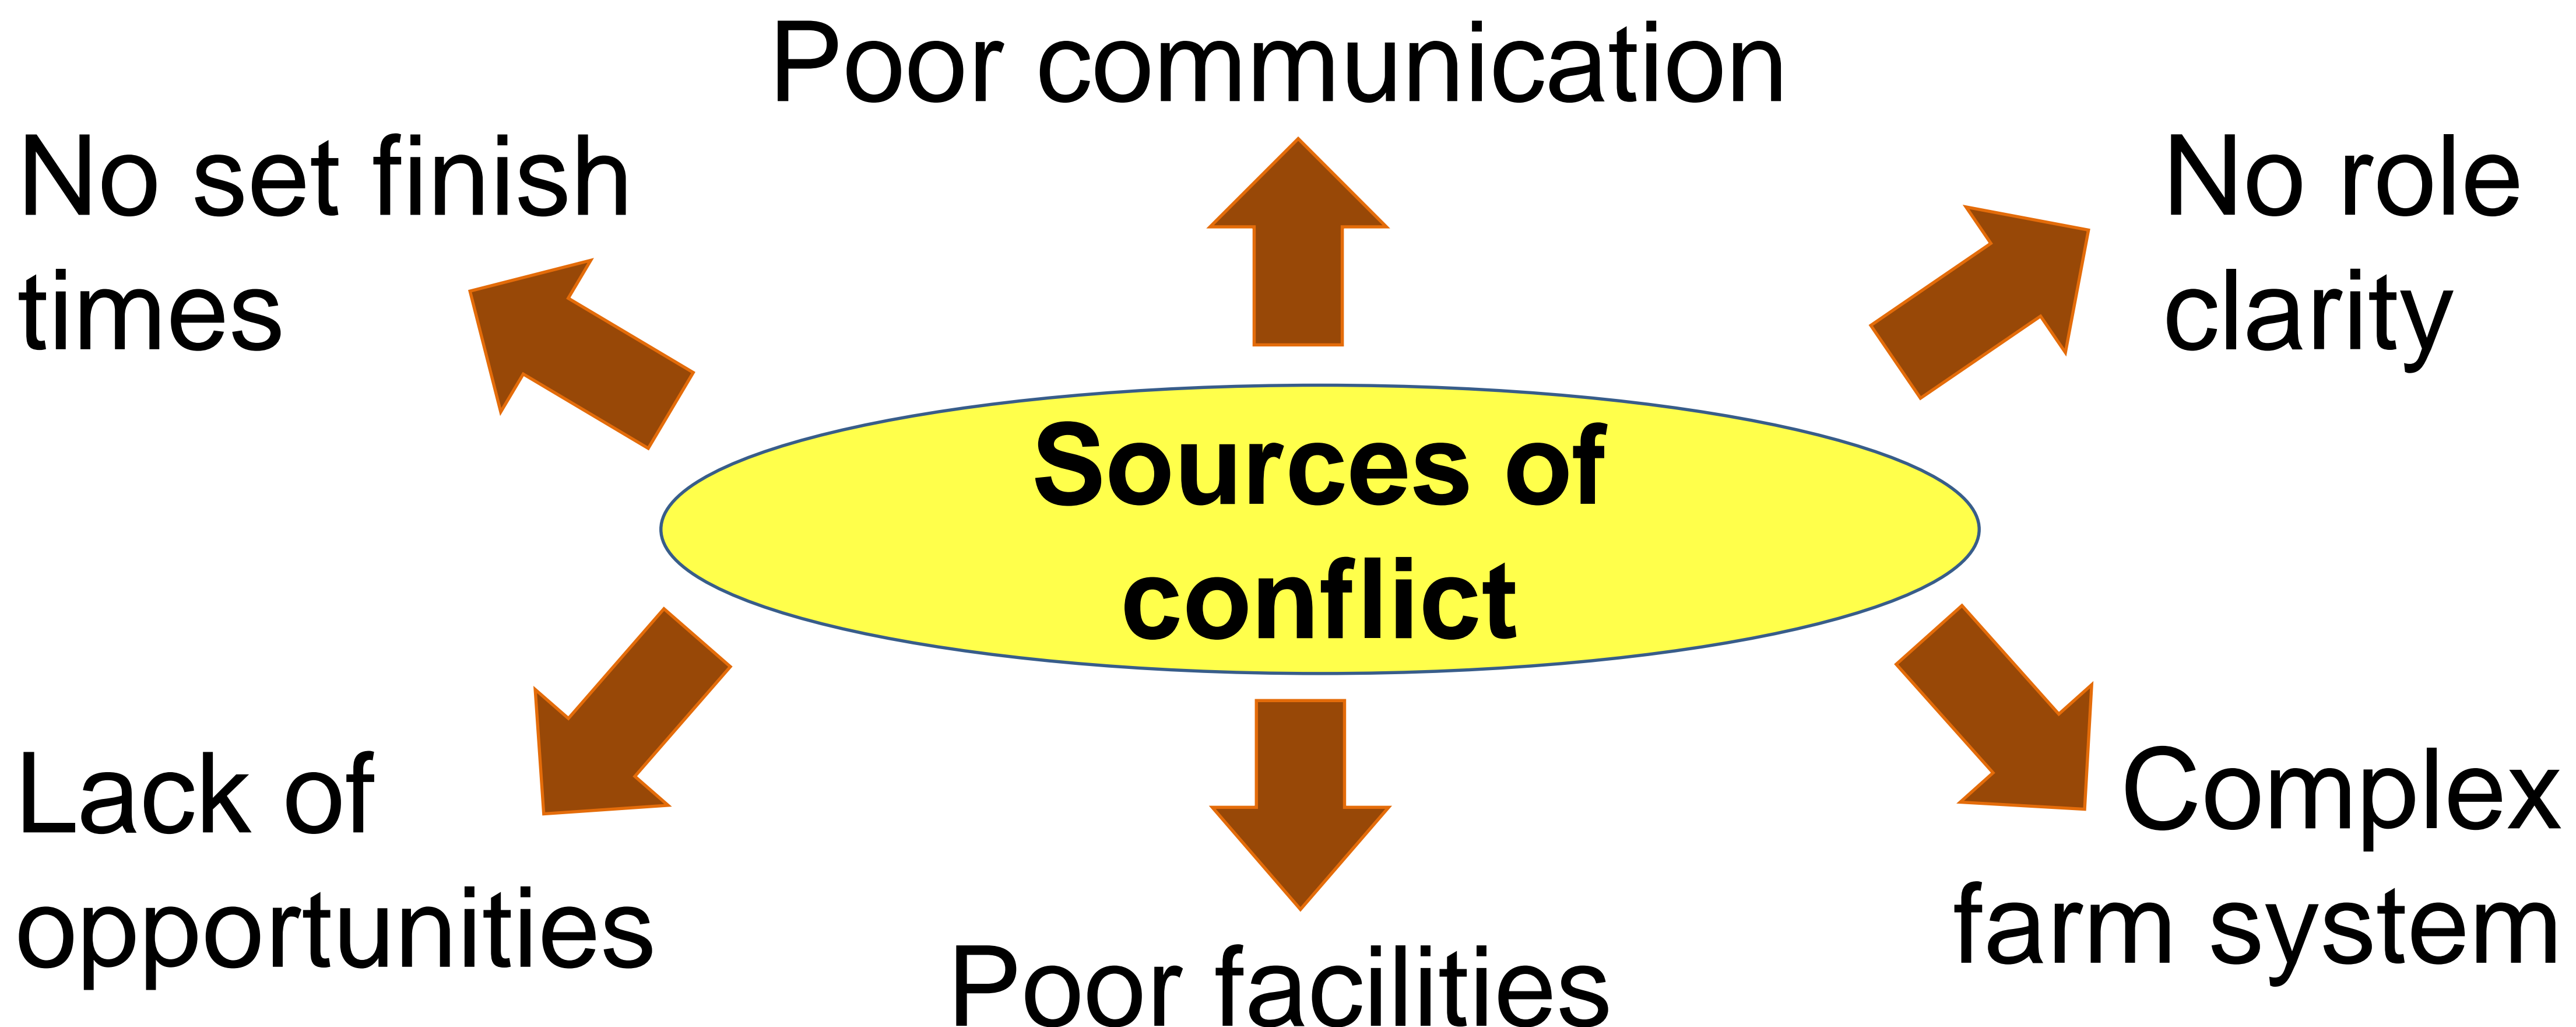 Poor communication
No set finish
times
No role
clarity
Sources of
conflict
Lack of
opportunities
Poor facilities
Complex
farm system